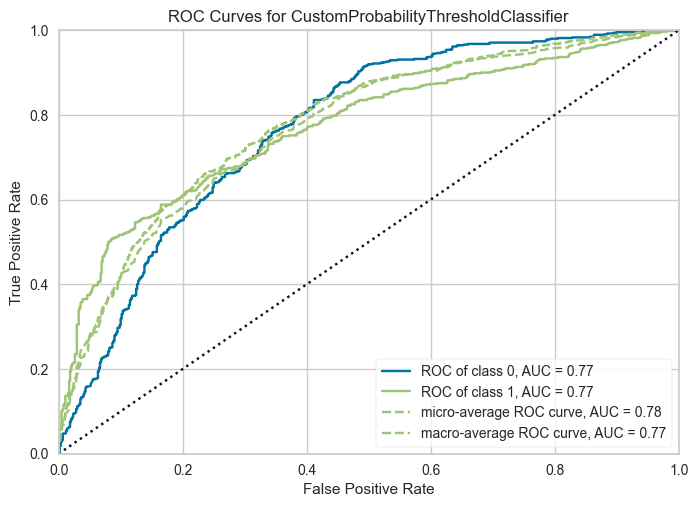 ROC Curves for CustomProbabilityThresholdClassifier
True Positive Rate
1.0
0.8
0.6
0.4
0.2
0.0
ROC of class 0, AUC = 0.77
ROC of class 1, AUC = 0.77
micro-average ROC curve, AUC = 0.78
macro-average ROC curve, AUC = 0.77
0.0 0.2 0.4 0.6 0.8 1.0
False Positive Rate